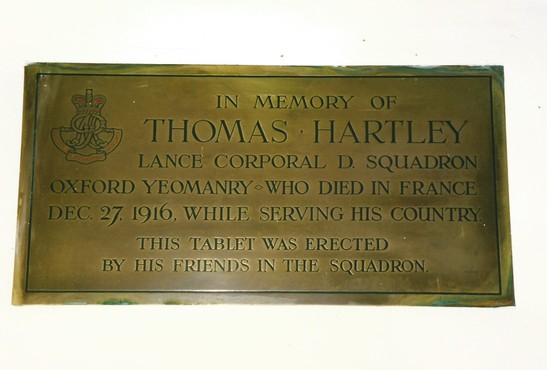 IN MEMORY OF
THOMAS · HARTLEY
LANCE CORPORAL D. SQUADRON
OXFORD YEOMANRY ⋄ WHO DIED IN FRANCE
DEC. 27, 1916, WHILE SERVING HIS COUNTRY.
THIS TABLET WAS ERECTED
BY HIS FRIENDS IN THE SQUADRON.